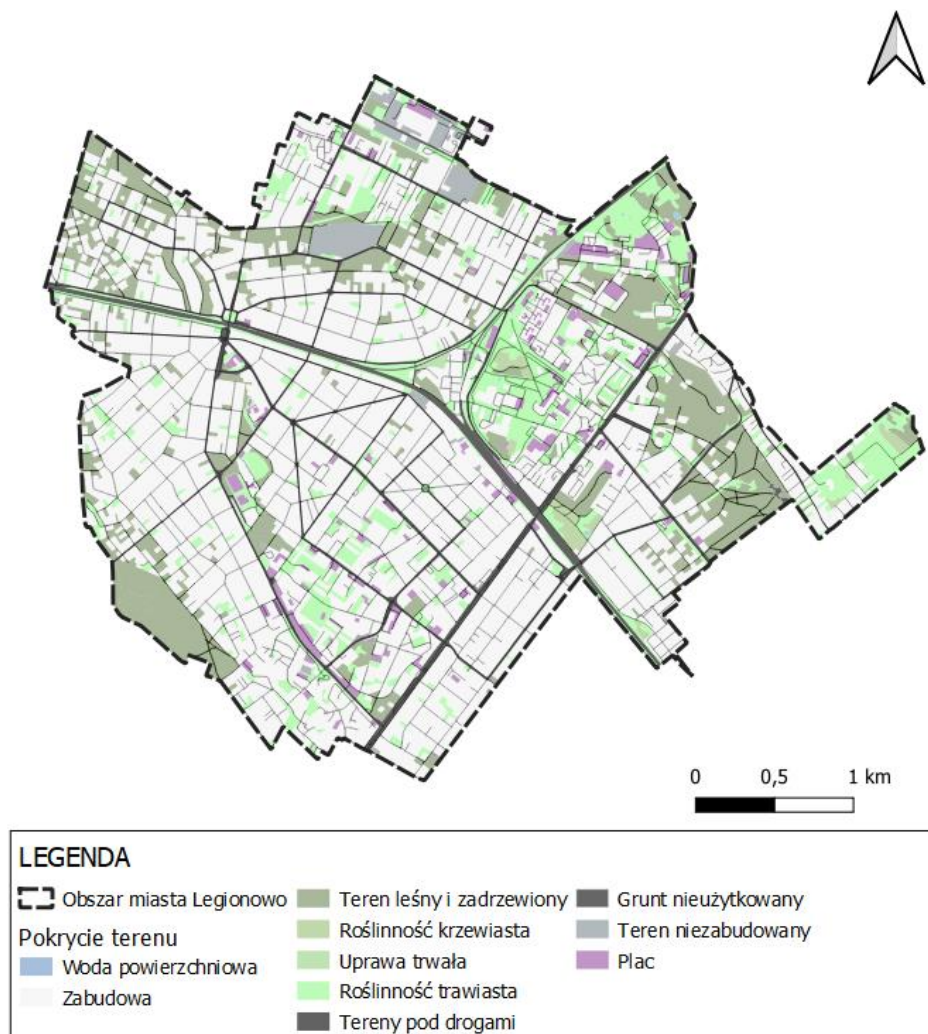 0 0,5 1 km
LEGENDA
Obszar miasta Legionowo
Pokrycie terenu
Woda powierzchniowa
Zabudowa
Teren leśny i zadrzewiony
Roślinność krzewiasta
Uprawa trwała
Roślinność trawiasta
Tereny pod drogami
Grunt nieużytkowany
Teren niezabudowany
Plac